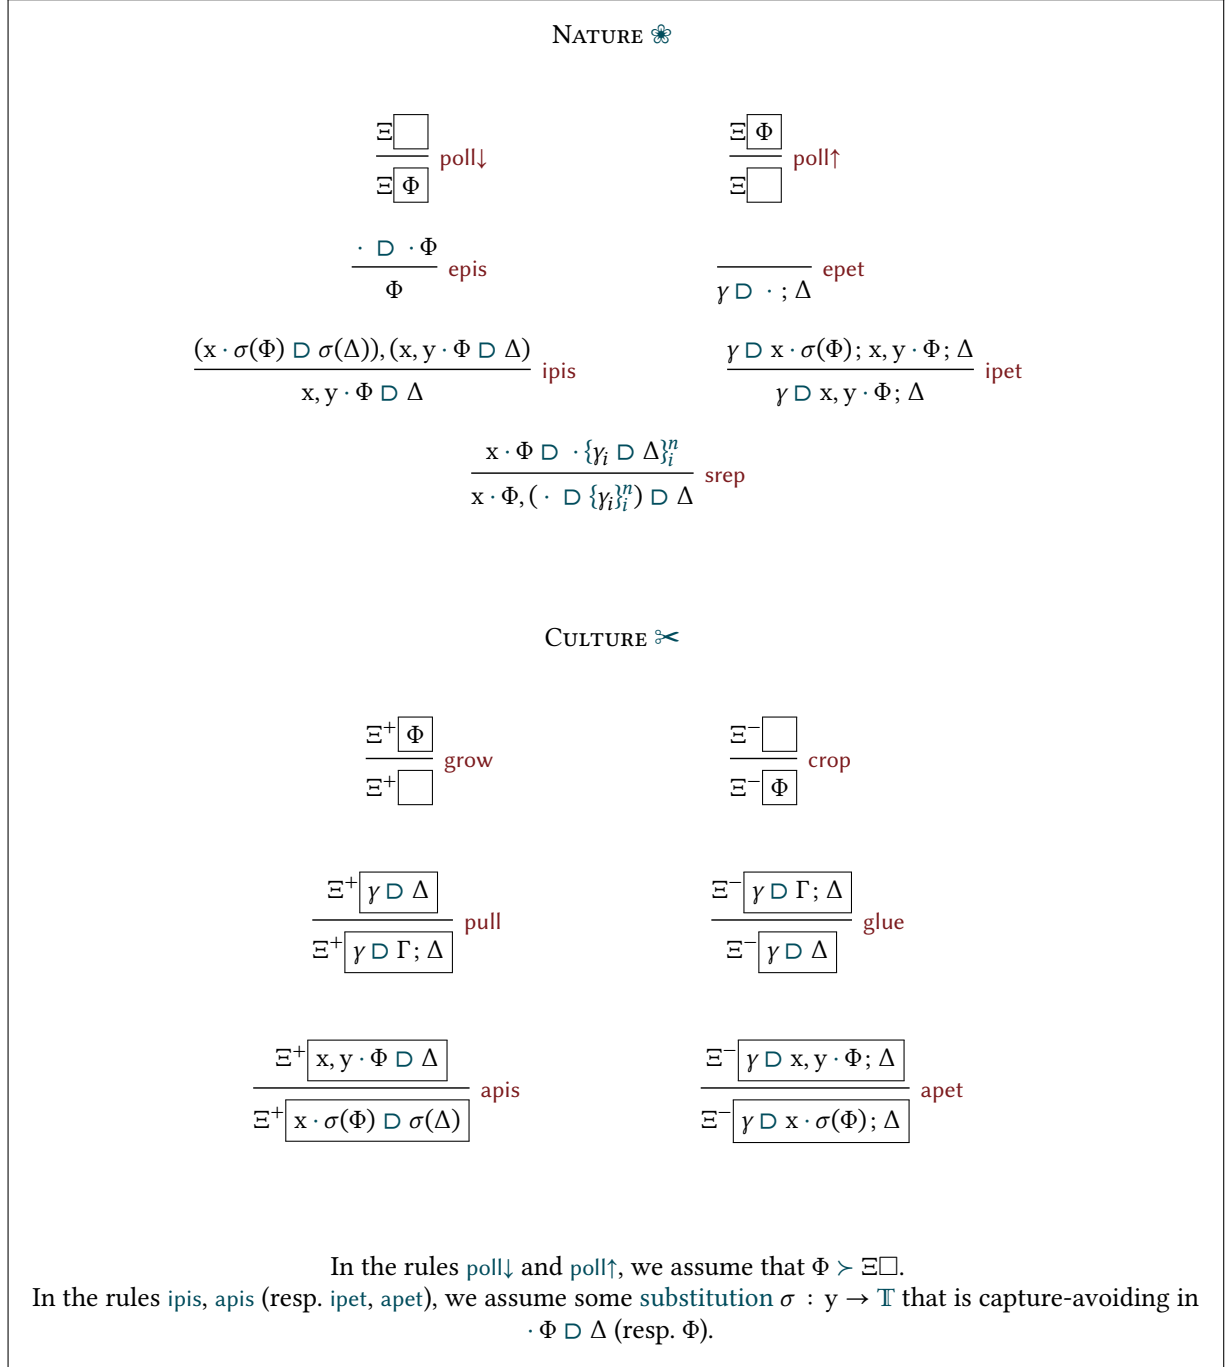 NATURE ❀
Ξ□
Ξ[Φ] poll↓
Ξ[Φ]
Ξ□ poll↑
· ⊃ · Φ
Φ epis
γ ⊃ · ; Δ epet
(x · σ(Φ) ⊃ σ(Δ)), (x, y · Φ ⊃ Δ)
x, y · Φ ⊃ Δ ipis
γ ⊃ x · σ(Φ) ; x, y · Φ ; Δ
γ ⊃ x, y · Φ ; Δ ipet
x · Φ ⊃ · {γᵢ ⊃ Δ}ᵢⁿ
x · Φ, ( · ⊃ {γᵢ}ᵢⁿ) ⊃ Δ srep
CULTURE ✂
Ξ⁺[Φ]
Ξ⁺□ grow
Ξ⁻□
Ξ⁻[Φ] crop
Ξ⁺[γ ⊃ Δ]
Ξ⁺[γ ⊃ Γ ; Δ] pull
Ξ⁻[γ ⊃ Γ ; Δ]
Ξ⁻[γ ⊃ Δ] glue
Ξ⁺[x, y · Φ ⊃ Δ]
Ξ⁺[x · σ(Φ) ⊃ σ(Δ)] apis
Ξ⁻[γ ⊃ x, y · Φ ; Δ]
Ξ⁻[γ ⊃ x · σ(Φ) ; Δ] apet
In the rules poll↓ and poll↑, we assume that Φ ≻ Ξ□.
In the rules ipis, apis (resp. ipet, apet), we assume some substitution σ : y → 𝕋 that is capture-avoiding in
· Φ ⊃ Δ (resp. Φ).